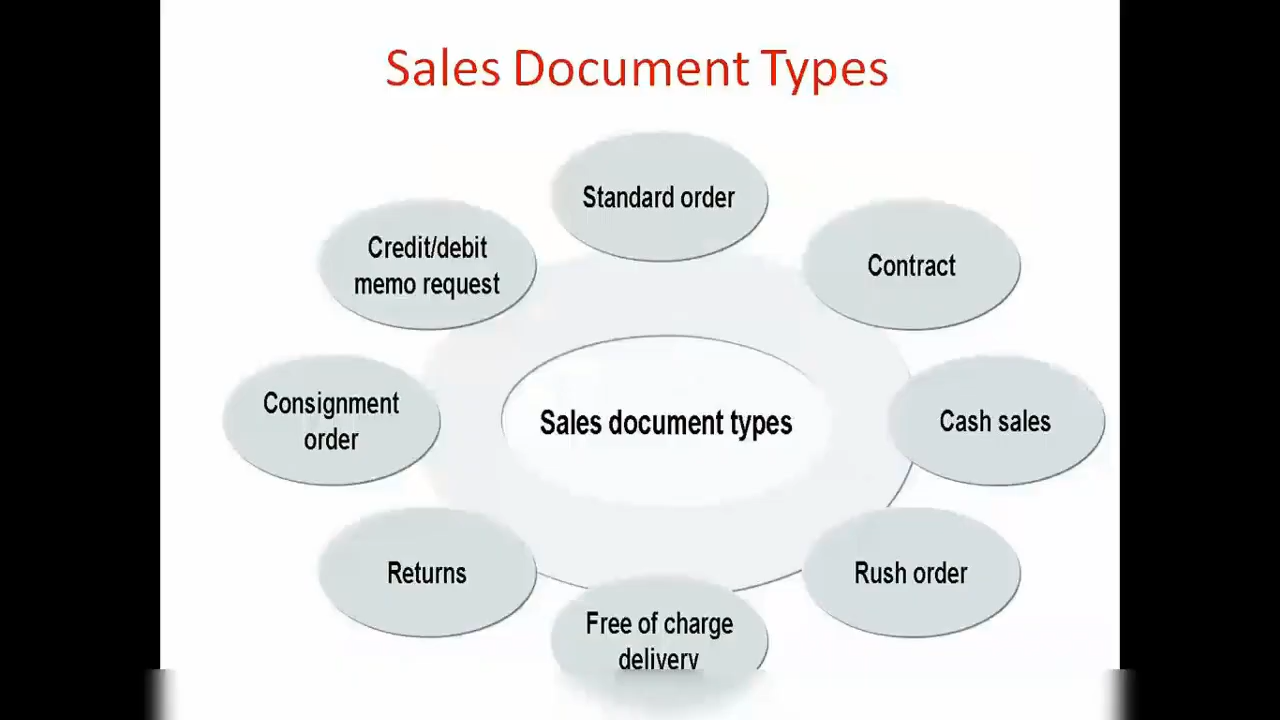 Sales Document Types
Standard order
Credit/debit
memo request
Contract
Consignment
order
Sales document types
Cash sales
Returns
Rush order
Free of charge
delivery